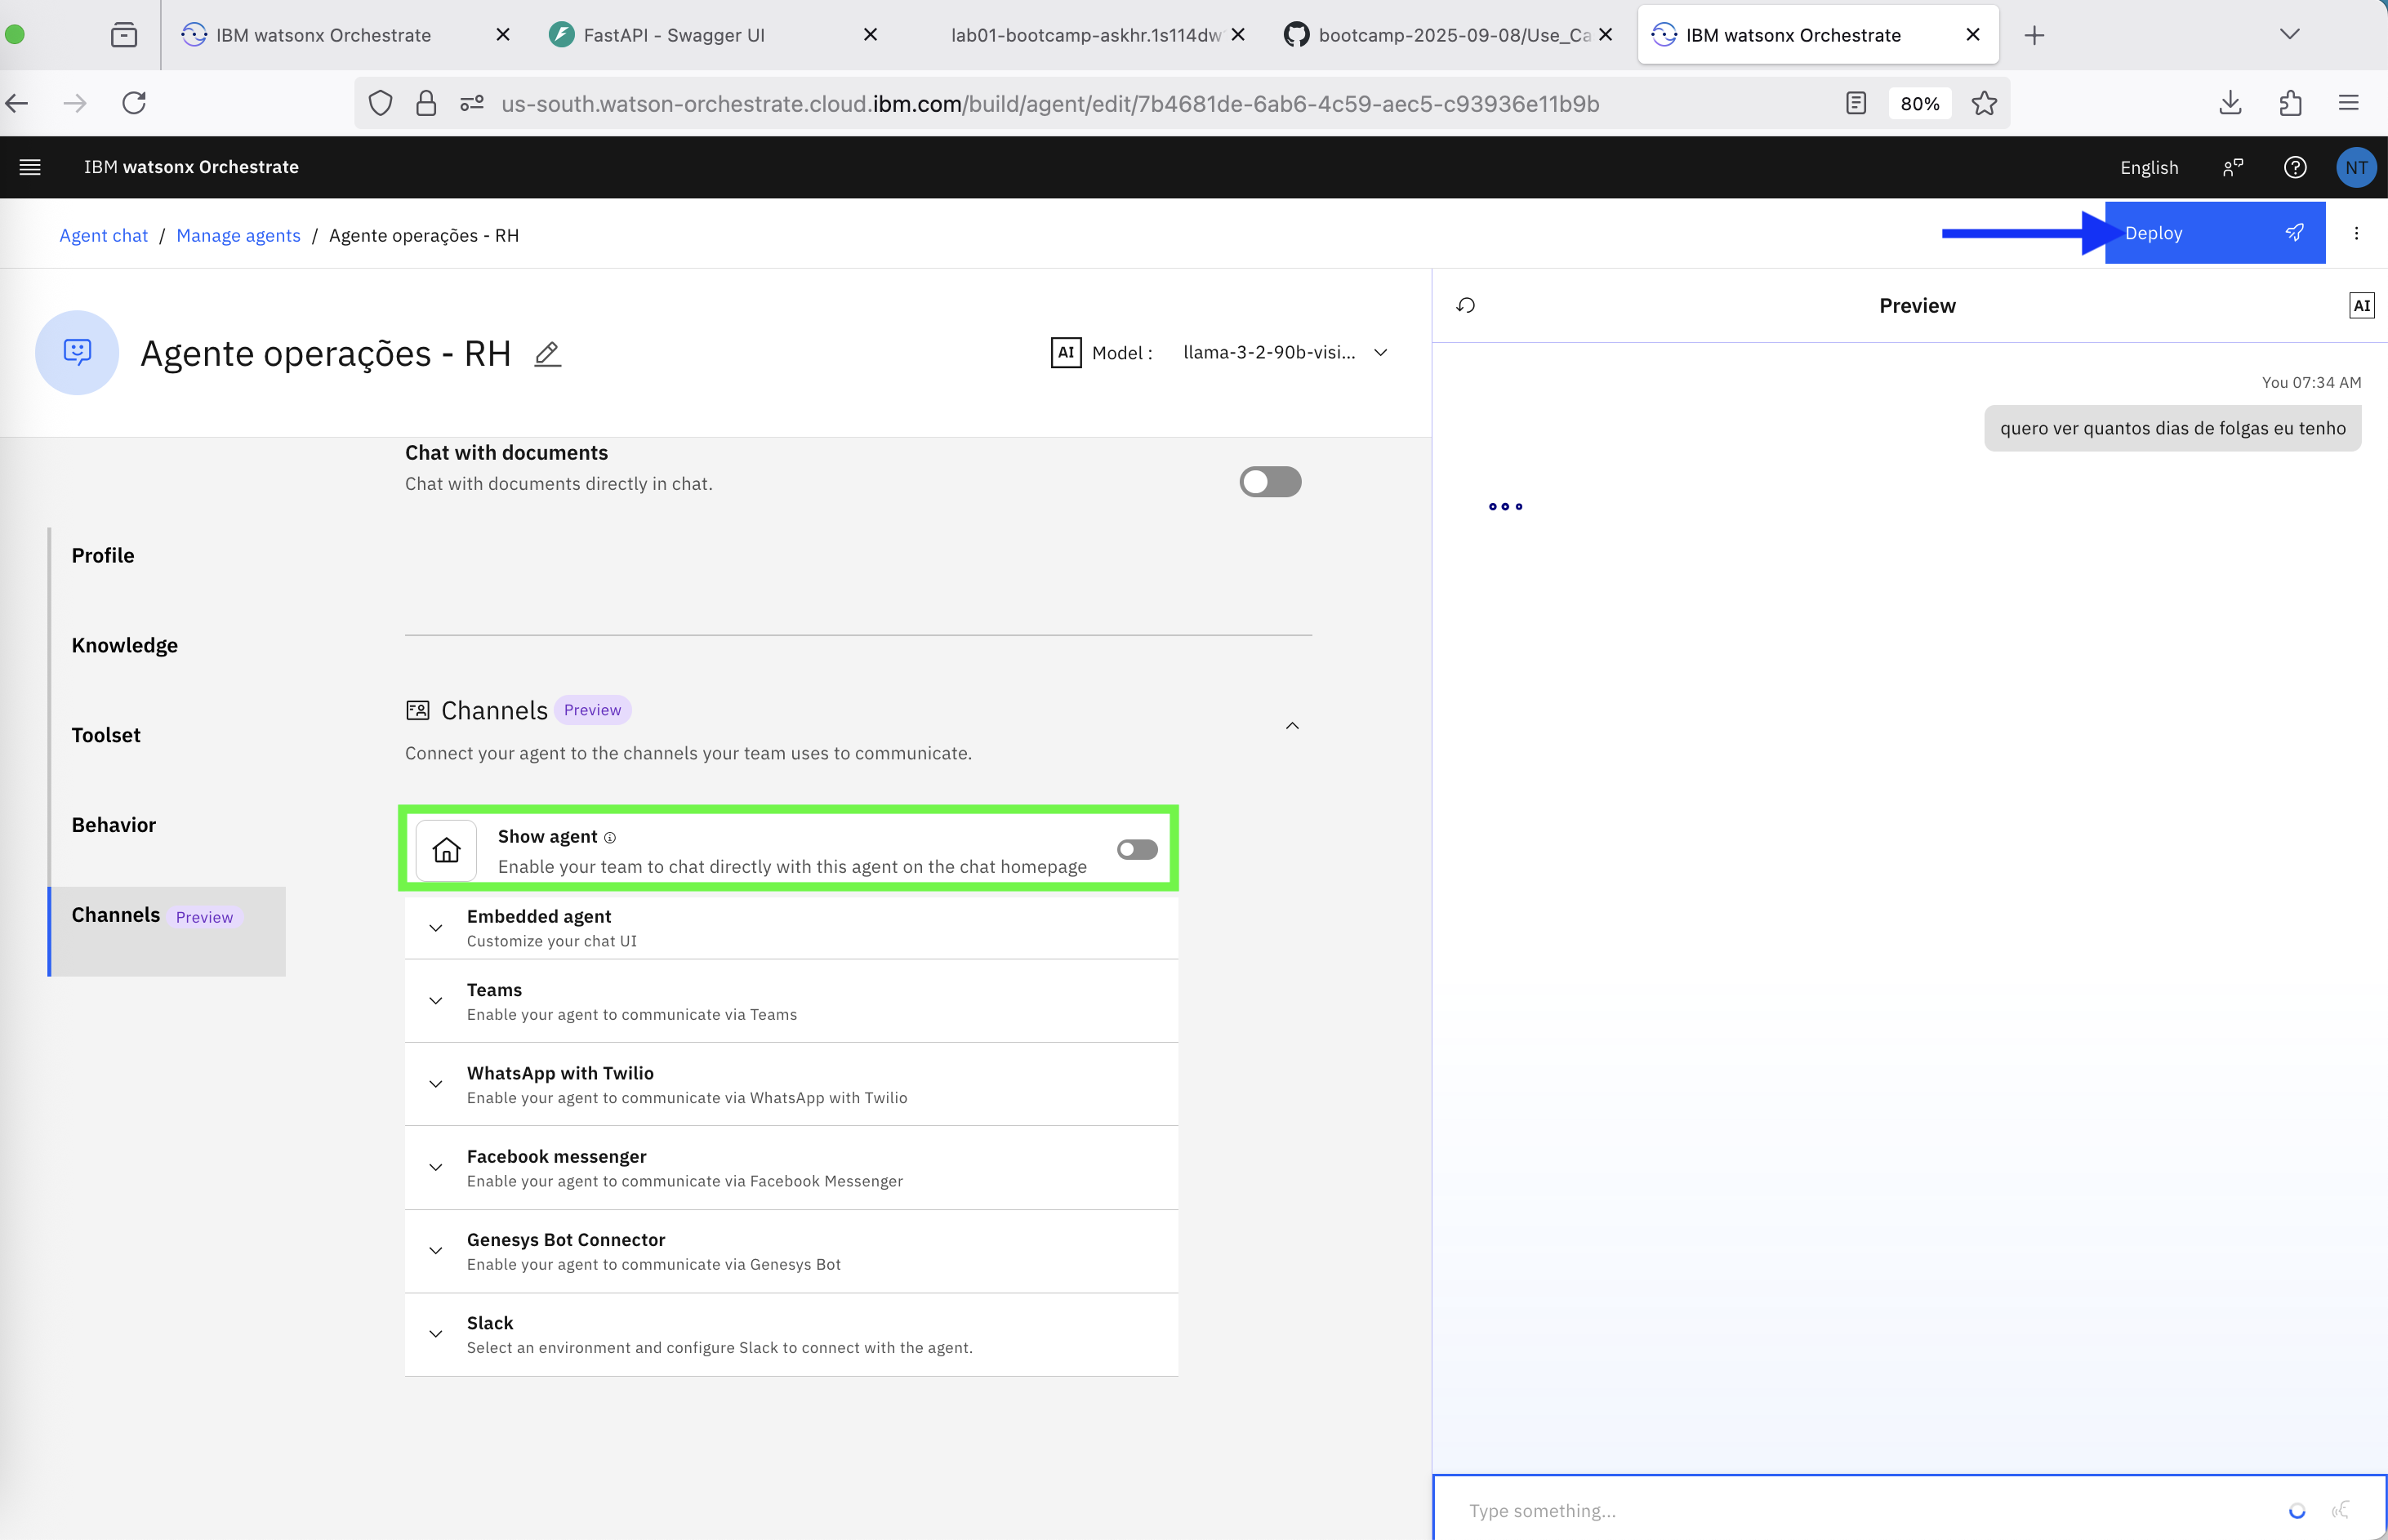 IBM watsonx Orchestrate
FastAPI - Swagger UI
lab01-bootcamp-askhr.1s114dw
bootcamp-2025-09-08/Use_Ca
IBM watsonx Orchestrate
us-south.watson-orchestrate.cloud.ibm.com/build/agent/edit/7b4681de-6ab6-4c59-aec5-c93936e11b9b
80%
IBM watsonx Orchestrate
English
NT
Agent chat / Manage agents / Agente operações - RH
Deploy
Agente operações - RH
AI Model :
llama-3-2-90b-visi...
Preview
AI
You 07:34 AM
quero ver quantos dias de folgas eu tenho
Chat with documents
Chat with documents directly in chat.
Profile
Knowledge
Toolset
Behavior
Channels Preview
Channels Preview
Connect your agent to the channels your team uses to communicate.
Show agent
Enable your team to chat directly with this agent on the chat homepage
Embedded agent
Customize your chat UI
Teams
Enable your agent to communicate via Teams
WhatsApp with Twilio
Enable your agent to communicate via WhatsApp with Twilio
Facebook messenger
Enable your agent to communicate via Facebook Messenger
Genesys Bot Connector
Enable your agent to communicate via Genesys Bot
Slack
Select an environment and configure Slack to connect with the agent.
Type something...